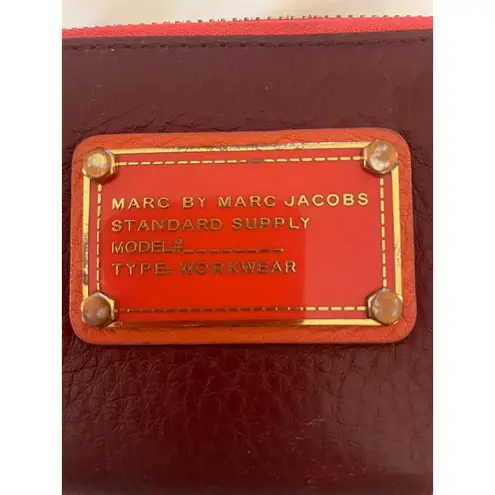 MARC BY MARC JACOBS
STANDARD SUPPLY
MODEL#_ _ _ _ _ _ _ _
TYPE: WORKWEAR